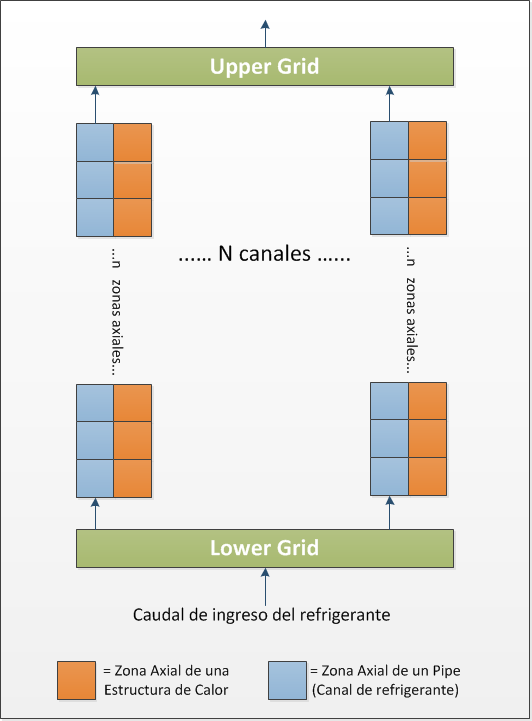 Upper Grid
...... N canales ......
...n zonas axiales...
...n zonas axiales...
Lower Grid
Caudal de ingreso del refrigerante
= Zona Axial de una
Estructura de Calor
= Zona Axial de un Pipe
(Canal de refrigerante)